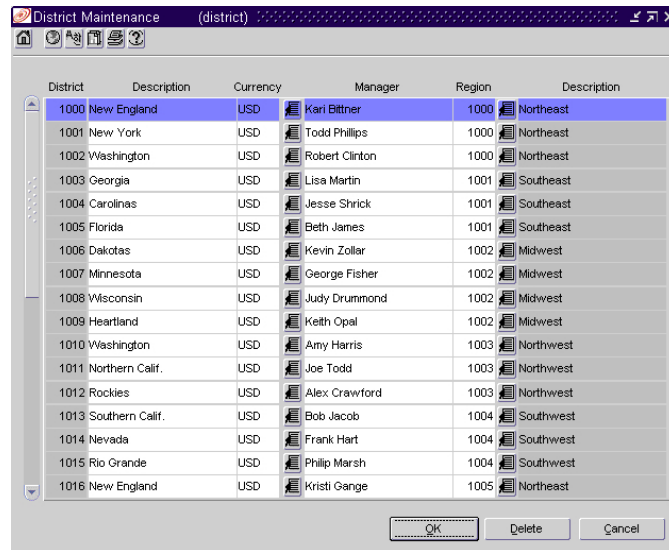 District Maintenance (district)
District Description Currency Manager Region Description
1000 New England USD Kari Bittner 1000 Northeast
1001 New York USD Todd Phillips 1000 Northeast
1002 Washington USD Robert Clinton 1000 Northeast
1003 Georgia USD Lisa Martin 1001 Southeast
1004 Carolinas USD Jesse Shrick 1001 Southeast
1005 Florida USD Beth James 1001 Southeast
1006 Dakotas USD Kevin Zollar 1002 Midwest
1007 Minnesota USD George Fisher 1002 Midwest
1008 Wisconsin USD Judy Drummond 1002 Midwest
1009 Heartland USD Keith Opal 1002 Midwest
1010 Washington USD Amy Harris 1003 Northwest
1011 Northern Calif. USD Joe Todd 1003 Northwest
1012 Rockies USD Alex Crawford 1003 Northwest
1013 Southern Calif. USD Bob Jacob 1004 Southwest
1014 Nevada USD Frank Hart 1004 Southwest
1015 Rio Grande USD Philip Marsh 1004 Southwest
1016 New England USD Kristi Gange 1005 Northeast
OK Delete Cancel